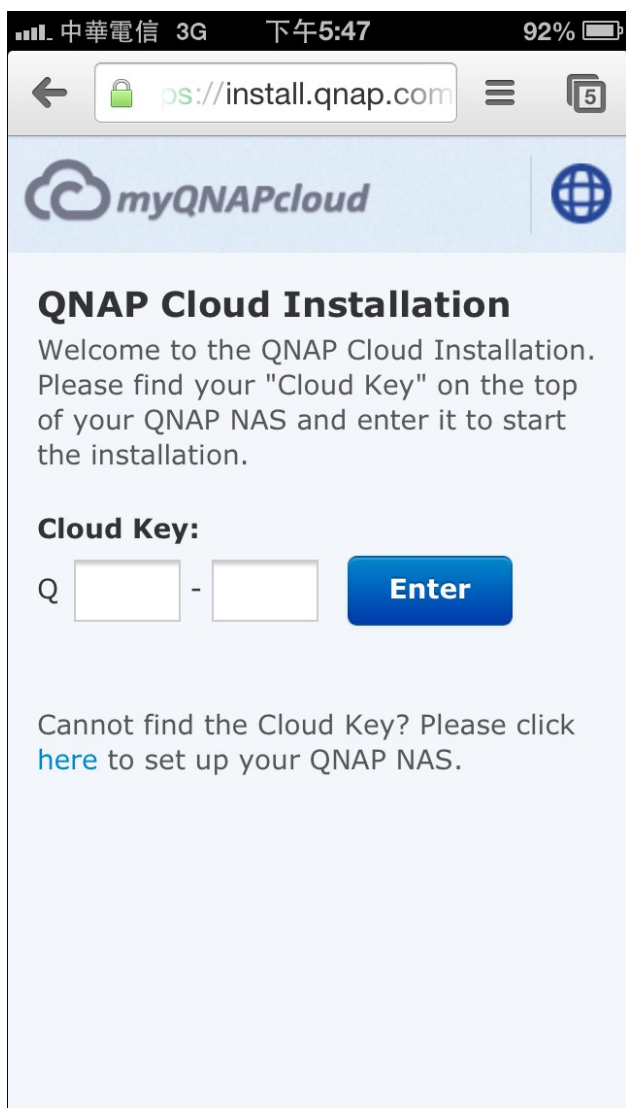 中華電信 3G 下午5:47 92%
ps://install.qnap.com 5
myQNAPcloud
QNAP Cloud Installation
Welcome to the QNAP Cloud Installation.
Please find your "Cloud Key" on the top
of your QNAP NAS and enter it to start
the installation.
Cloud Key:
Q - Enter
Cannot find the Cloud Key? Please click
here to set up your QNAP NAS.